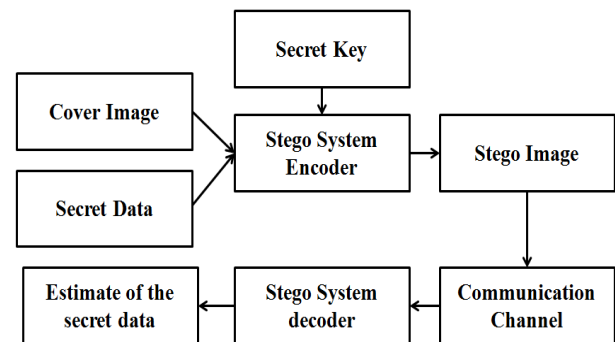 Secret Key
Cover Image
Stego System
Encoder
Stego Image
Secret Data
Estimate of the
secret data
Stego System
decoder
Communication
Channel